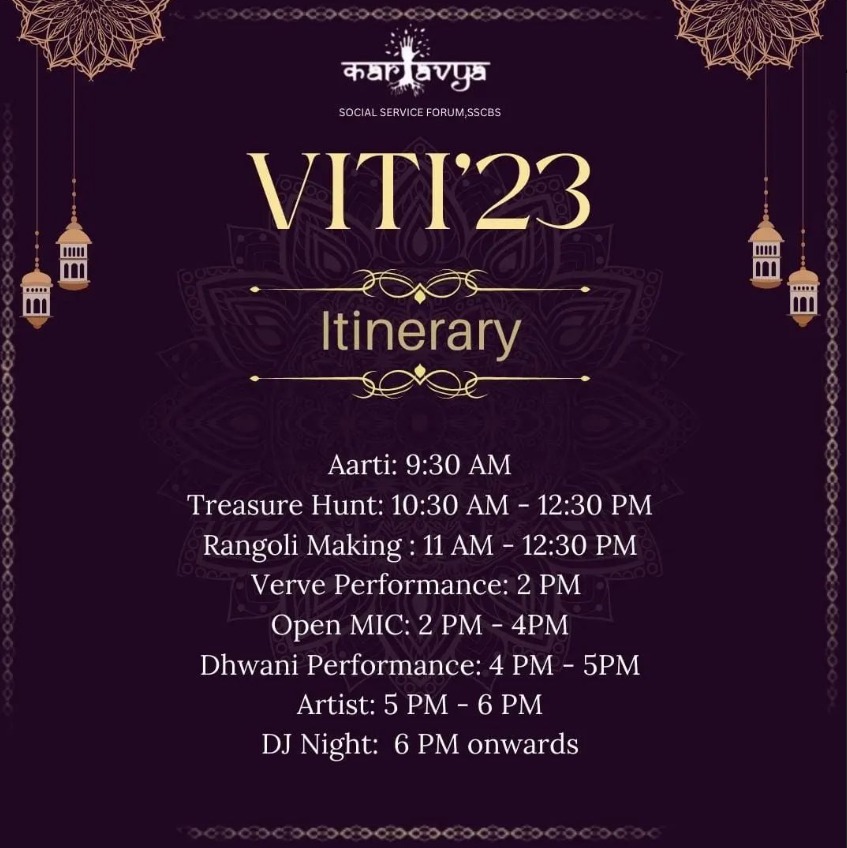 कartavya
SOCIAL SERVICE FORUM,SSCBS
VITI'23
Itinerary
Aarti: 9:30 AM
Treasure Hunt: 10:30 AM - 12:30 PM
Rangoli Making : 11 AM - 12:30 PM
Verve Performance: 2 PM
Open MIC: 2 PM - 4PM
Dhwani Performance: 4 PM - 5PM
Artist: 5 PM - 6 PM
DJ Night: 6 PM onwards